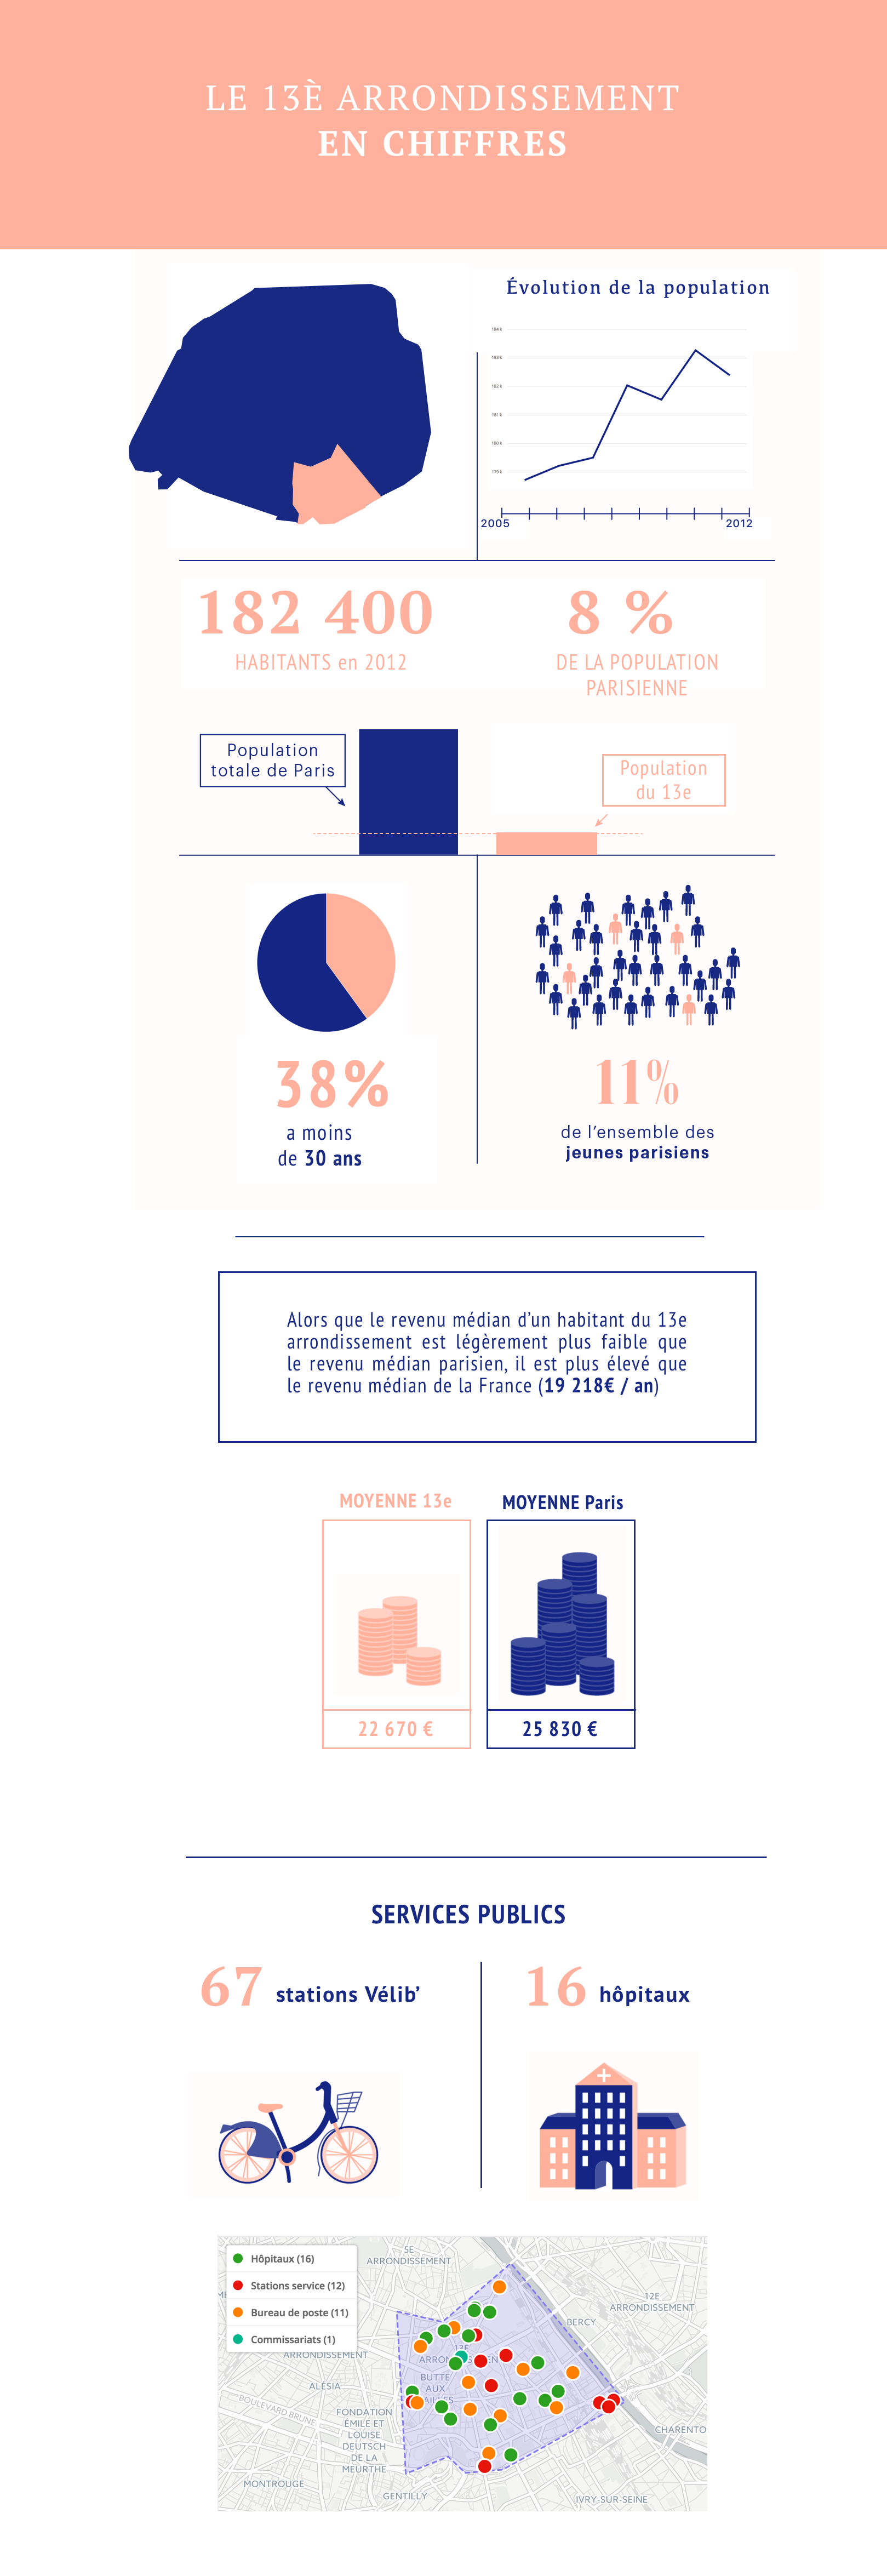 LE 13È ARRONDISSEMENT
EN CHIFFRES
Évolution de la population
184 k
183 k
182 k
181 k
180 k
179 k
2005
2012
182 400
HABITANTS en 2012
8 %
DE LA POPULATION
PARISIENNE
Population
totale de Paris
Population
du 13e
38%
a moins
de 30 ans
11%
de l'ensemble des
jeunes parisiens
Alors que le revenu médian d'un habitant du 13e
arrondissement est légèrement plus faible que
le revenu médian parisien, il est plus élevé que
le revenu médian de la France (19 218€ / an)
MOYENNE 13e
MOYENNE Paris
22 670 €
25 830 €
SERVICES PUBLICS
67 stations Vélib'
16 hôpitaux
Hôpitaux (16)
Stations service (12)
Bureau de poste (11)
Commissariats (1)
5E
ARRONDISSEMENT
12E
ARRONDISSEMENT
BERCY
13E
ARRONDISSEMENT
BUTTE
AUX
ALÉSIA
BOULEVARD BRUNE
FONDATION
ÉMILE ET
LOUISE
DEUTSCH
DE LA
MEURTHE
CHARENTO
MONTROUGE
GENTILLY
IVRY-SUR-SEINE